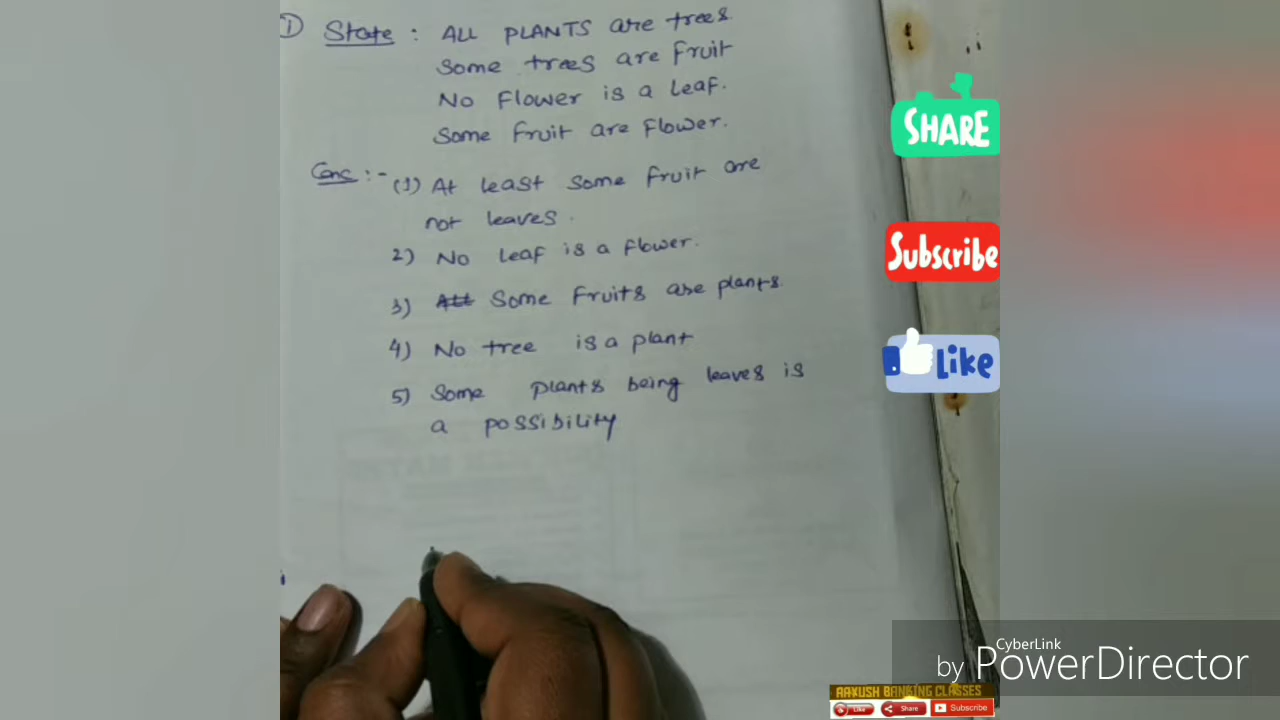 ① State : ALL PLANTS are trees
Some trees are fruit
No Flower is a Leaf.
Some Fruit are Flower.
Conc :- (1) At least some fruit are
not leaves.
2) No leaf is a flower.
3) All Some Fruits are plants.
4) No tree is a plant
5) Some plants being leaves is
a possibility
SHARE
Subscribe
Like
CyberLink
by PowerDirector
AAKUSH BANKING CLASSES
Like Share Subscribe